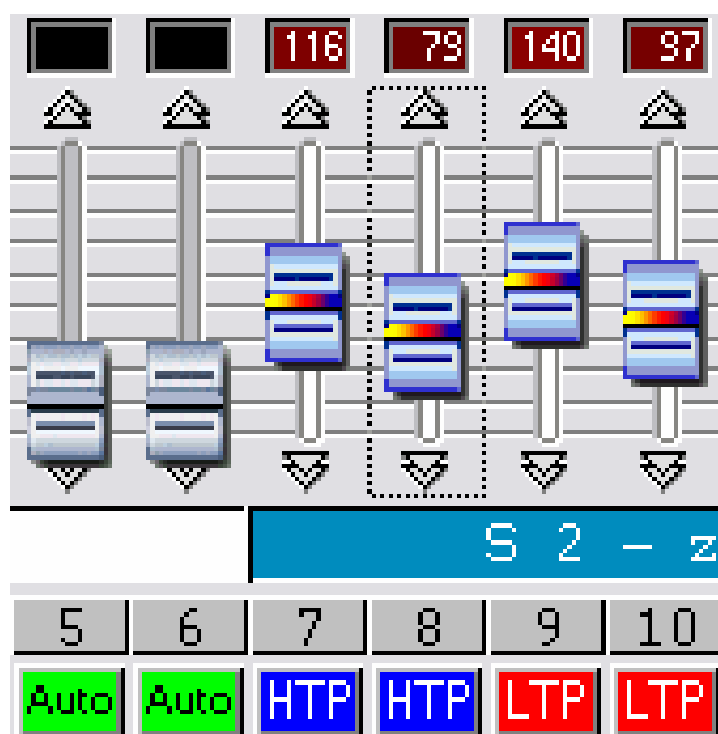 116 79 140 97
S 2 – z
5 6 7 8 9 10
Auto Auto HTP HTP LTP LTP